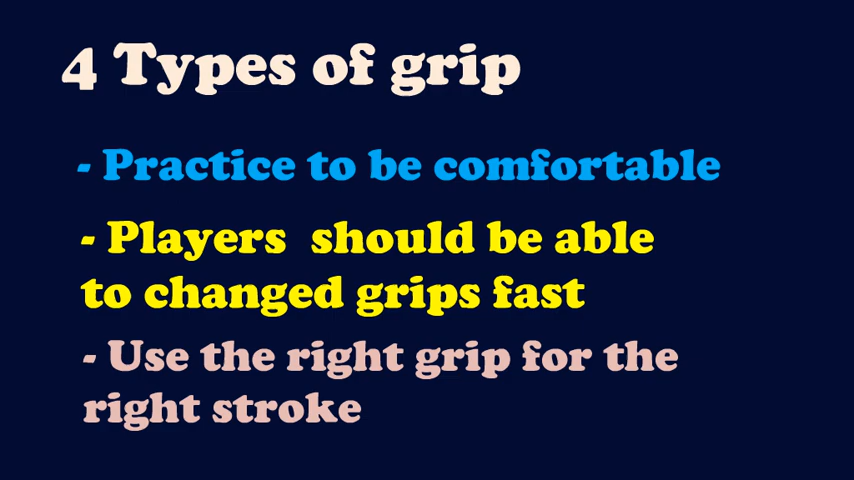 4 Types of grip
- Practice to be comfortable
- Players  should be able
to changed grips fast
- Use the right grip for the
right stroke